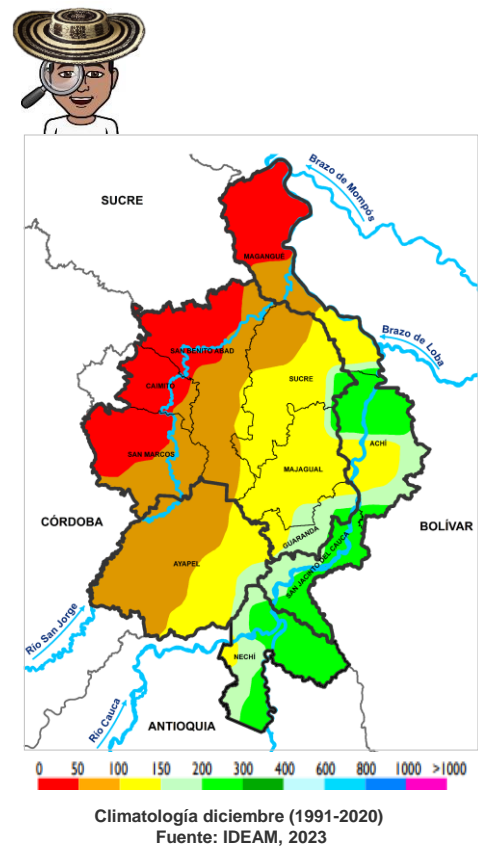 Brazo de Mompós
SUCRE
MAGANGUÉ
Brazo de Loba
SAN BENITO ABAD
CAIMITO
SUCRE
SAN MARCOS
ACHÍ
MAJAGUAL
CÓRDOBA
BOLÍVAR
GUARANDA
AYAPEL
SAN JACINTO DEL CAUCA
Río San Jorge
NECHÍ
Río Cauca
ANTIOQUIA
0 50 100 150 200 300 400 600 800 1000 >1000
Climatología diciembre (1991-2020)
Fuente: IDEAM, 2023